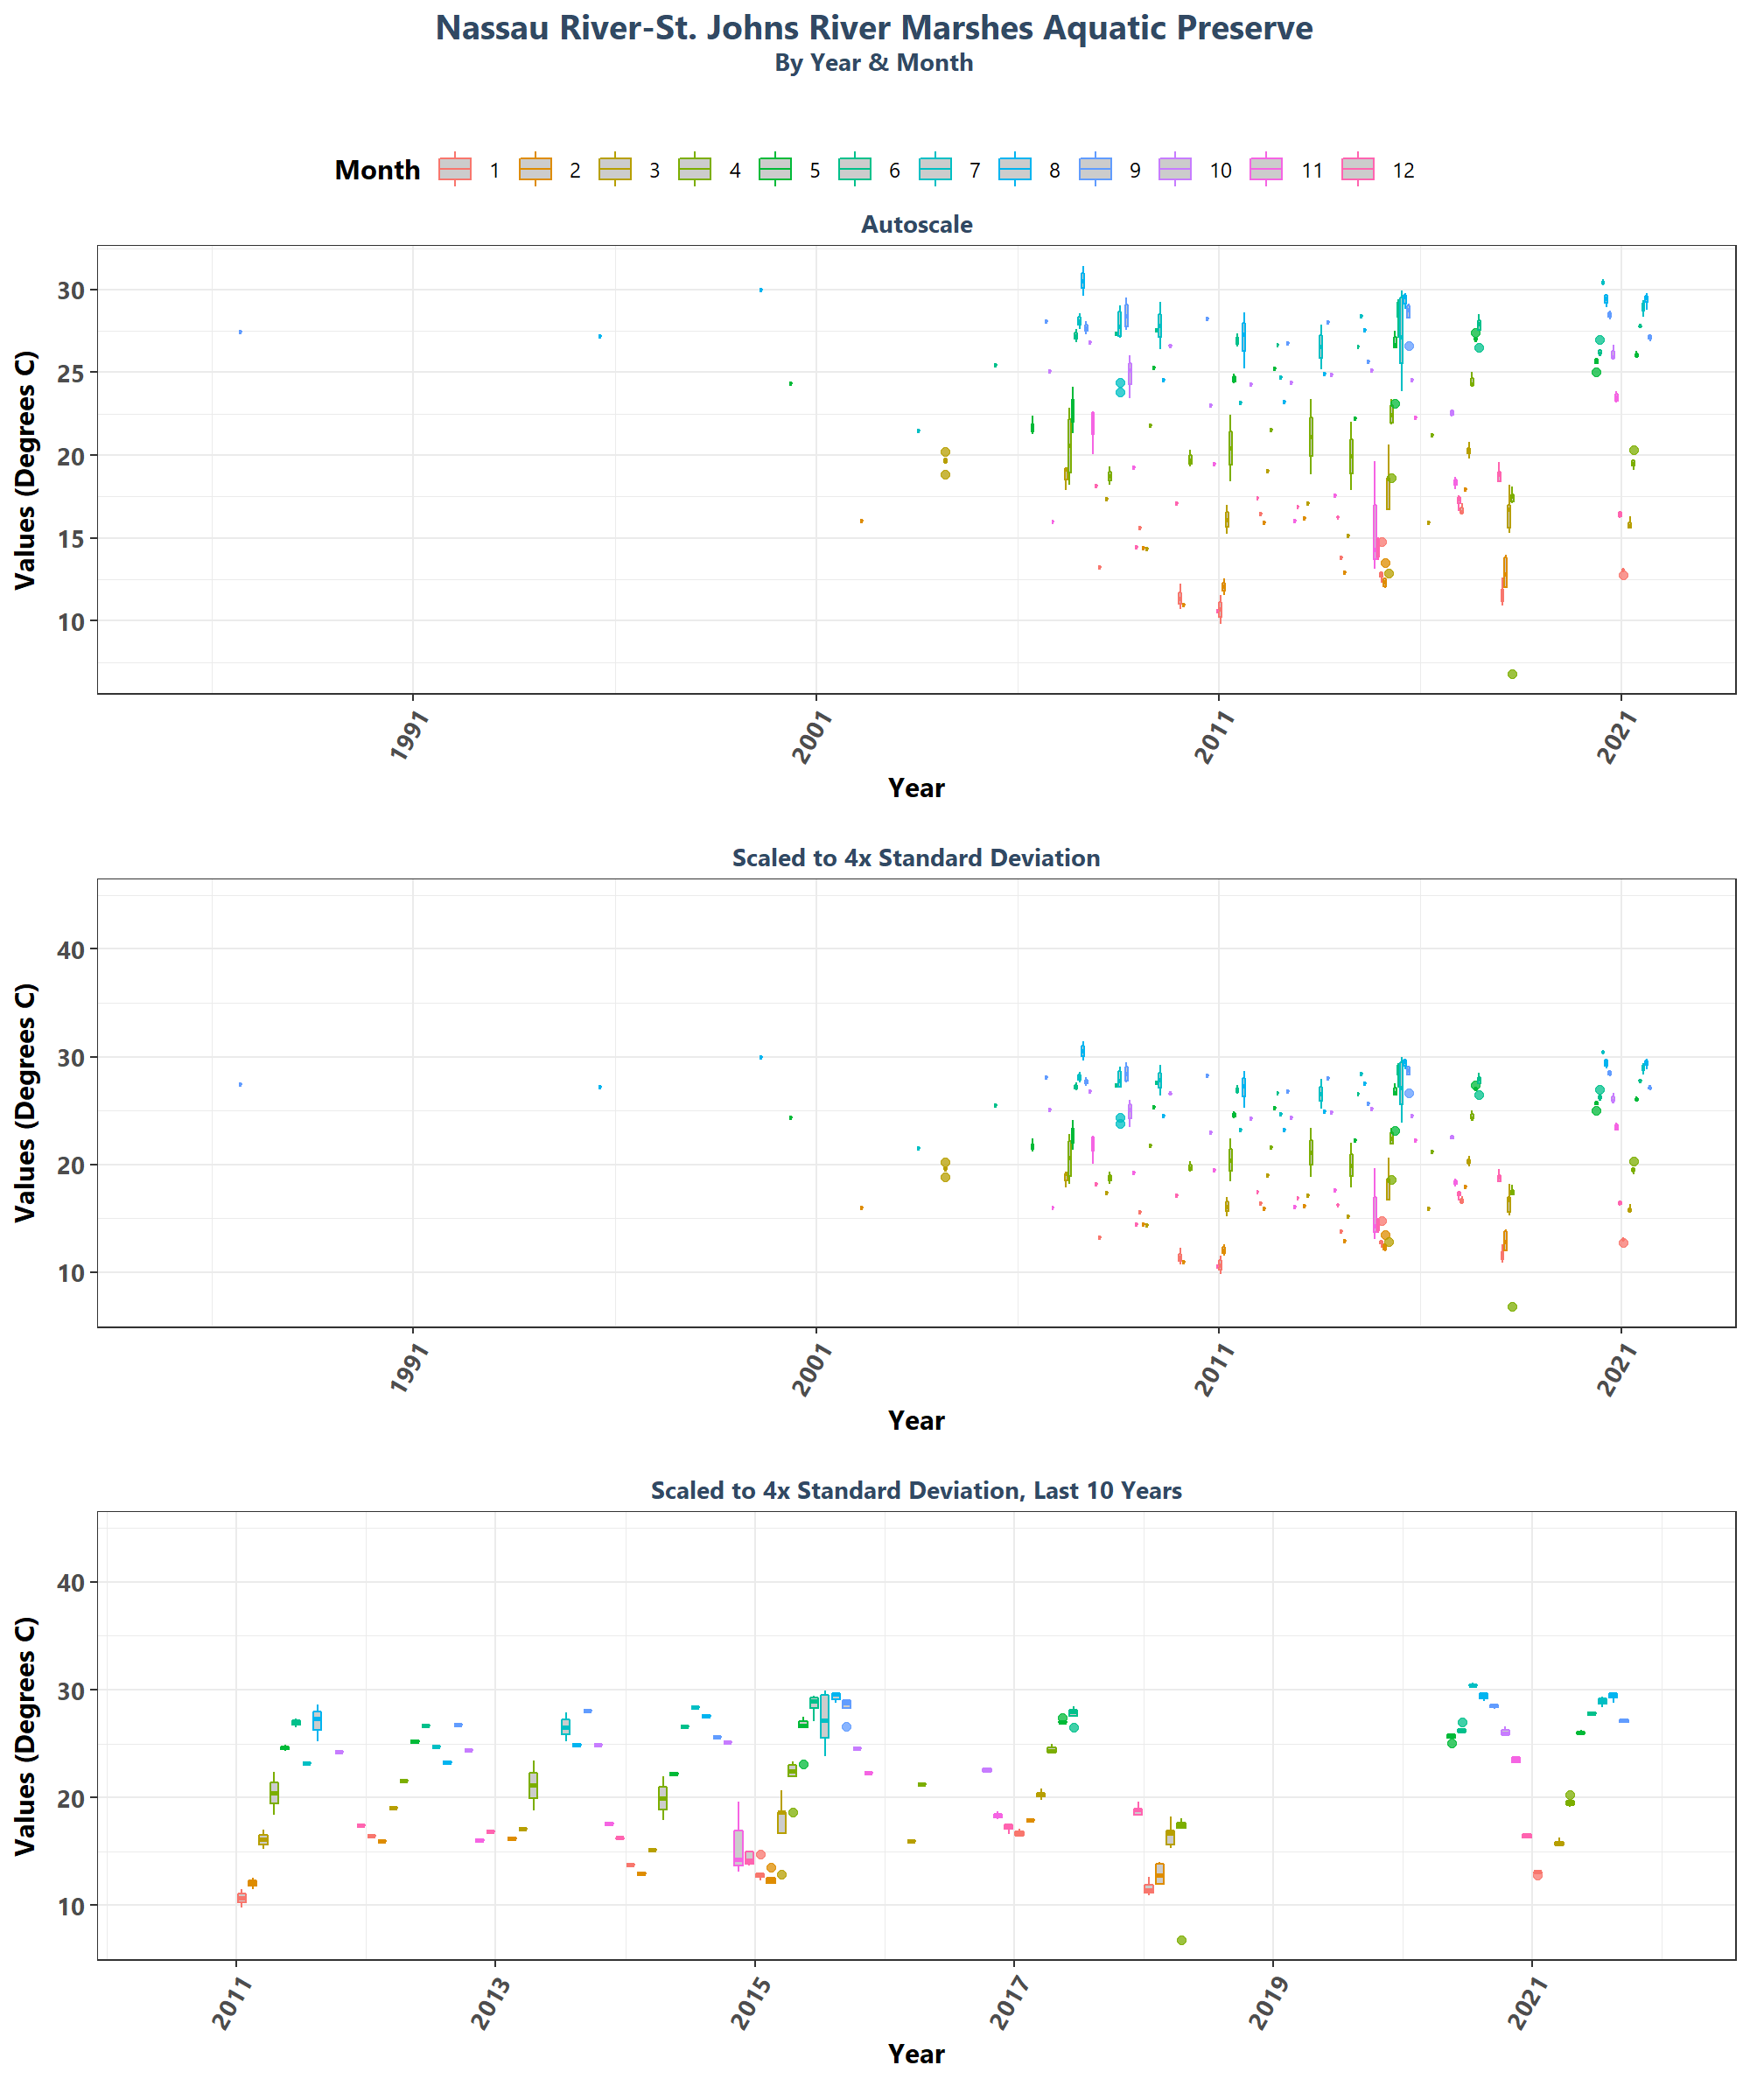 Nassau River-St. Johns River Marshes Aquatic Preserve
By Year & Month
Month 1 2 3 4 5 6 7 8 9 10 11 12
Autoscale
Values (Degrees C)
30
25
20
15
10
1991 2001 2011 2021
Year
Scaled to 4x Standard Deviation
Values (Degrees C)
40
30
20
10
1991 2001 2011 2021
Year
Scaled to 4x Standard Deviation, Last 10 Years
Values (Degrees C)
40
30
20
10
2011 2013 2015 2017 2019 2021
Year